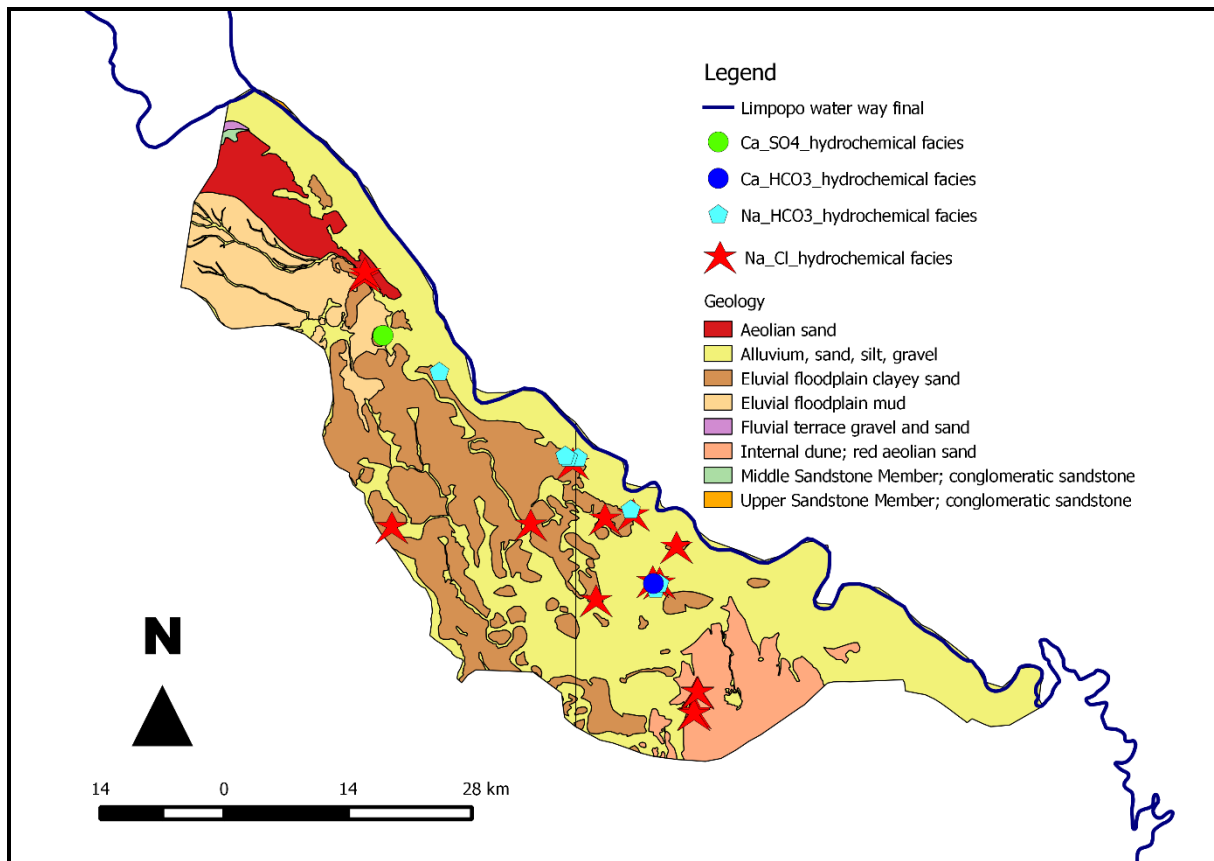 Legend
Limpopo water way final
Ca_SO4_hydrochemical facies
Ca_HCO3_hydrochemical facies
Na_HCO3_hydrochemical facies
Na_Cl_hydrochemical facies
Geology
Aeolian sand
Alluvium, sand, silt, gravel
Eluvial floodplain clayey sand
Eluvial floodplain mud
Fluvial terrace gravel and sand
Internal dune; red aeolian sand
Middle Sandstone Member; conglomeratic sandstone
Upper Sandstone Member; conglomeratic sandstone
N
14 0 14 28 km